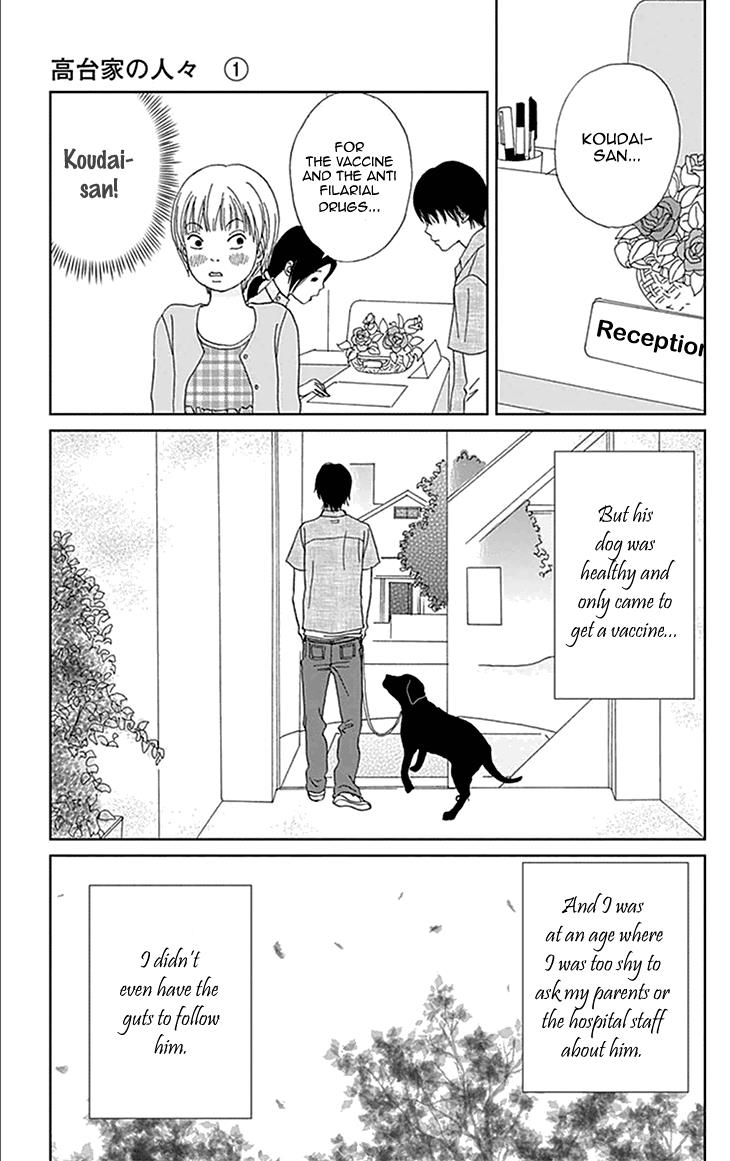 高台家の人々 ①
KOUDAI-
SAN...
Reception
FOR
THE VACCINE
AND THE ANTI
FILARIAL
DRUGS...
Koudai-
san!
But his
dog was
healthy and
only came to
get a vaccine...
And I was
at an age where
I was too shy to
ask my parents or
the hospital staff
about him.
I didn't
even have the
guts to follow
him.